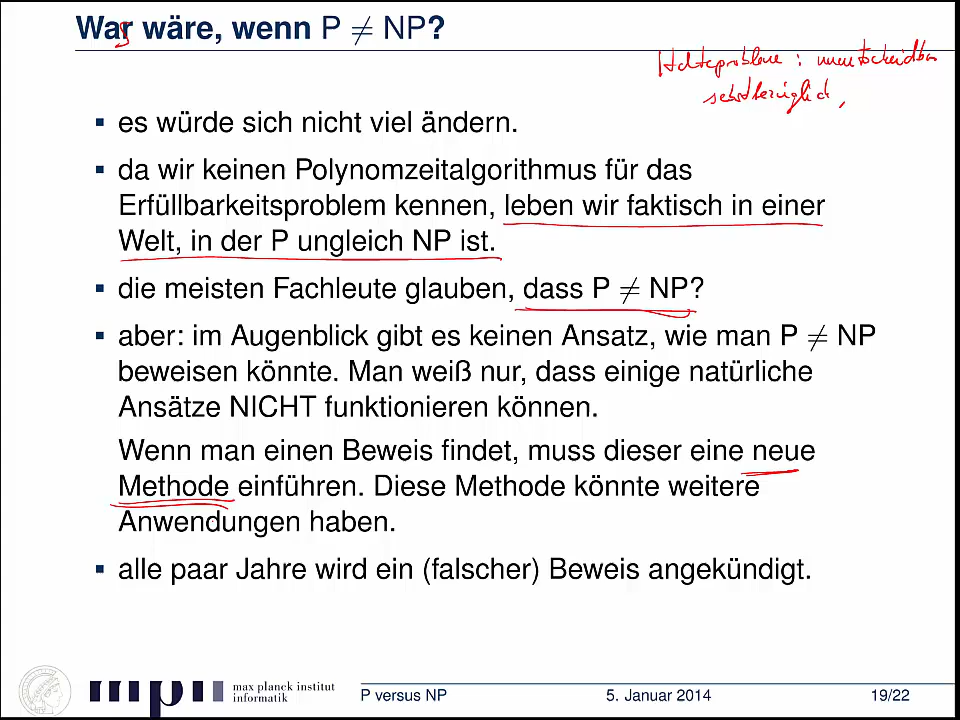 War wäre, wenn P ≠ NP?
s
Halteproblem: unentscheidbar
selbstbezüglich,
▪ es würde sich nicht viel ändern.
▪ da wir keinen Polynomzeitalgorithmus für das
Erfüllbarkeitsproblem kennen, leben wir faktisch in einer
Welt, in der P ungleich NP ist.
▪ die meisten Fachleute glauben, dass P ≠ NP?
▪ aber: im Augenblick gibt es keinen Ansatz, wie man P ≠ NP
beweisen könnte. Man weiß nur, dass einige natürliche
Ansätze NICHT funktionieren können.
Wenn man einen Beweis findet, muss dieser eine neue
Methode einführen. Diese Methode könnte weitere
Anwendungen haben.
▪ alle paar Jahre wird ein (falscher) Beweis angekündigt.
max planck institut
informatik
P versus NP
5. Januar 2014
19/22